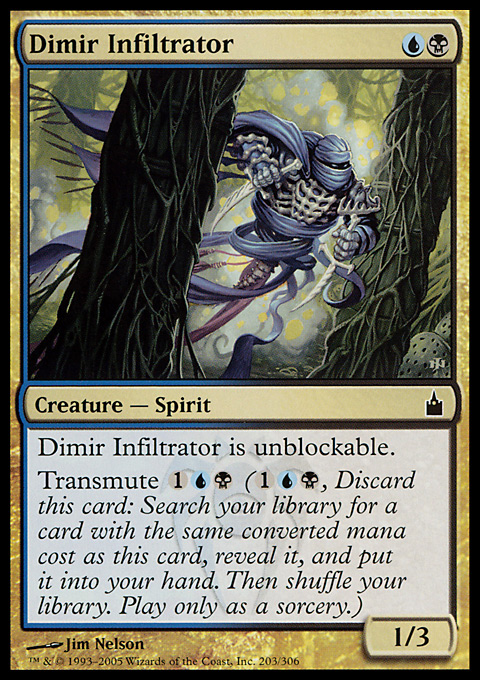 Dimir Infiltrator
Creature — Spirit
Dimir Infiltrator is unblockable.
Transmute 1 (1, Discard
this card: Search your library for a
card with the same converted mana
cost as this card, reveal it, and put
it into your hand. Then shuffle your
library. Play only as a sorcery.)
1/3
Jim Nelson
™ & © 1993–2005 Wizards of the Coast, Inc. 203/306